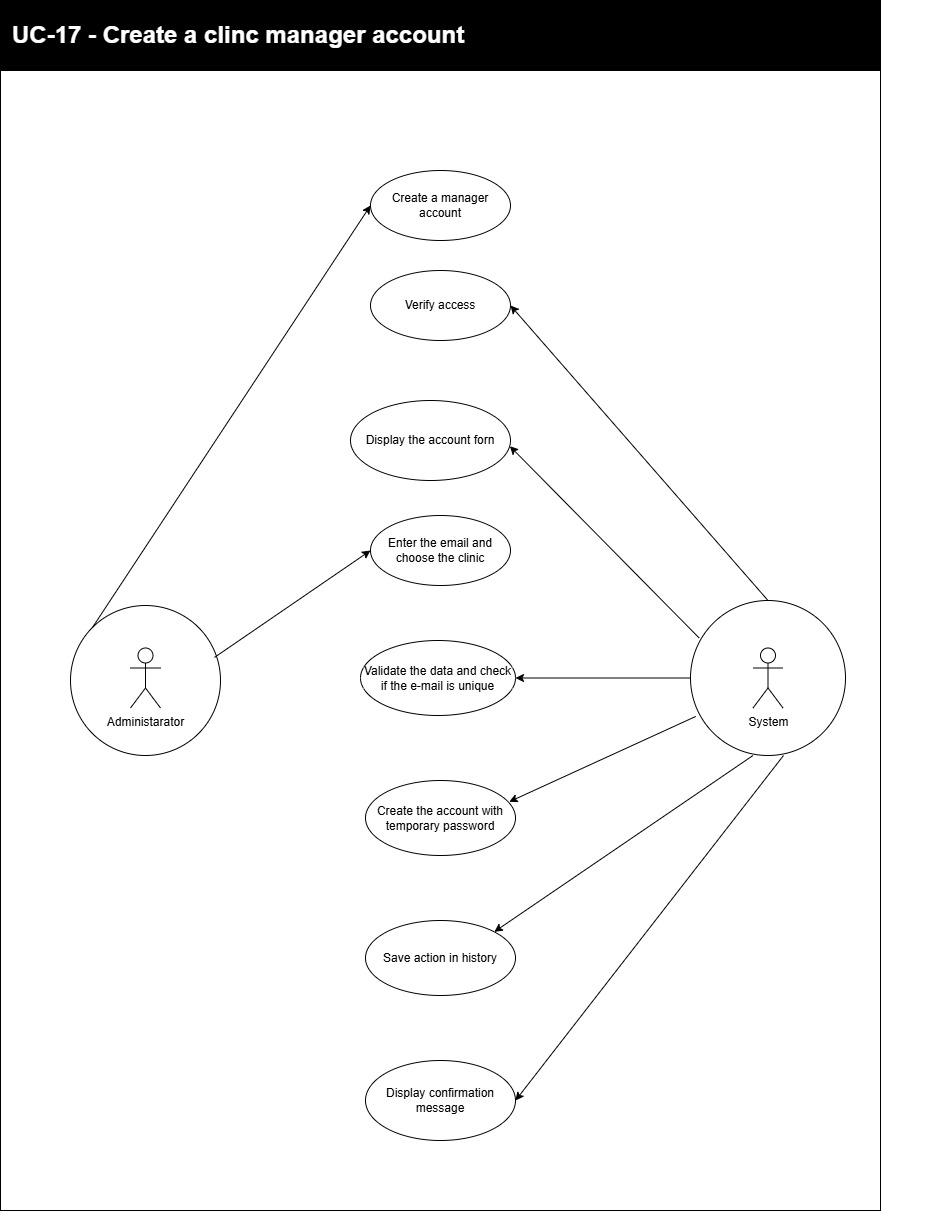 UC-17 - Create a clinc manager account
Create a manager
account
Verify access
Display the account forn
Enter the email and
choose the clinic
Validate the data and check
if the e-mail is unique
Administarator
System
Create the account with
temporary password
Save action in history
Display confirmation
message